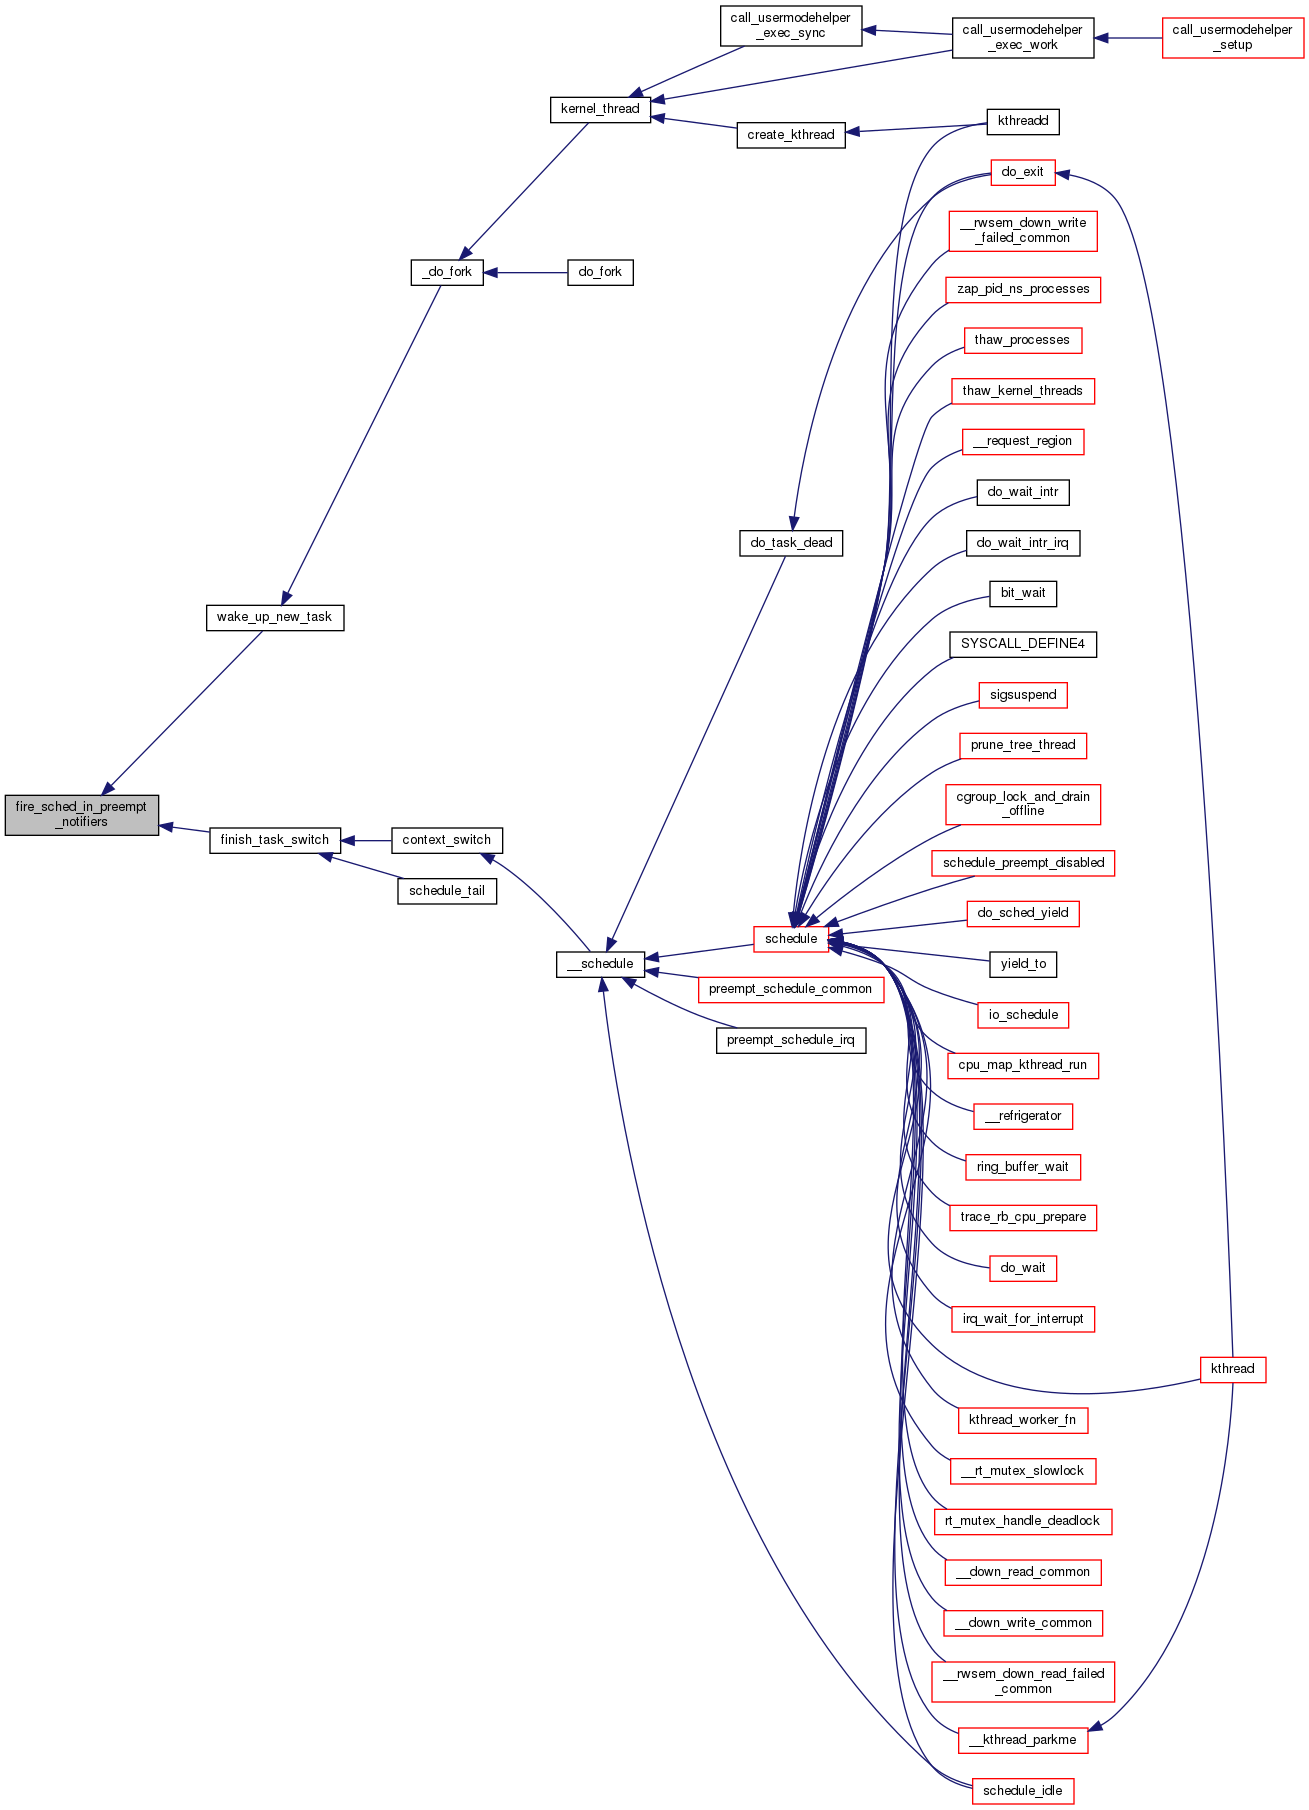 call_usermodehelper
_exec_sync
call_usermodehelper
_exec_work
call_usermodehelper
_setup
kernel_thread
create_kthread
kthreadd
do_exit
__rwsem_down_write
_failed_common
_do_fork
do_fork
zap_pid_ns_processes
thaw_processes
thaw_kernel_threads
__request_region
do_wait_intr
do_task_dead
do_wait_intr_irq
bit_wait
wake_up_new_task
SYSCALL_DEFINE4
sigsuspend
prune_tree_thread
fire_sched_in_preempt
_notifiers
cgroup_lock_and_drain
_offline
finish_task_switch
context_switch
schedule_preempt_disabled
schedule_tail
do_sched_yield
schedule
__schedule
yield_to
preempt_schedule_common
io_schedule
preempt_schedule_irq
cpu_map_kthread_run
__refrigerator
ring_buffer_wait
trace_rb_cpu_prepare
do_wait
irq_wait_for_interrupt
kthread
kthread_worker_fn
__rt_mutex_slowlock
rt_mutex_handle_deadlock
__down_read_common
__down_write_common
__rwsem_down_read_failed
_common
__kthread_parkme
schedule_idle